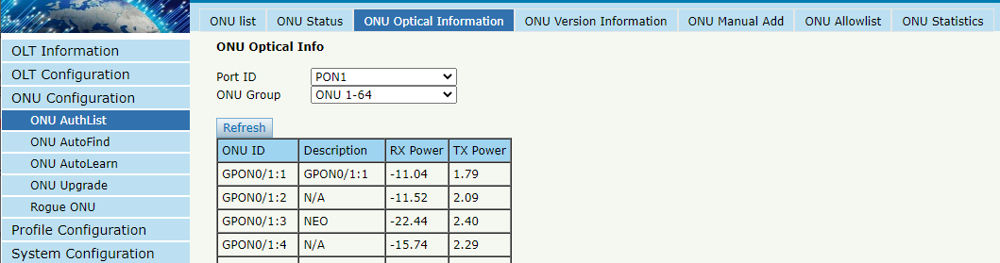 ONU list ONU Status ONU Optical Information ONU Version Information ONU Manual Add ONU Allowlist ONU Statistics
OLT Information
OLT Configuration
ONU Configuration
ONU AuthList
ONU AutoFind
ONU AutoLearn
ONU Upgrade
Rogue ONU
Profile Configuration
System Configuration
ONU Optical Info
Port ID PON1
ONU Group ONU 1-64
Refresh
ONU ID Description RX Power TX Power
GPON0/1:1 GPON0/1:1 -11.04 1.79
GPON0/1:2 N/A -11.52 2.09
GPON0/1:3 NEO -22.44 2.40
GPON0/1:4 N/A -15.74 2.29